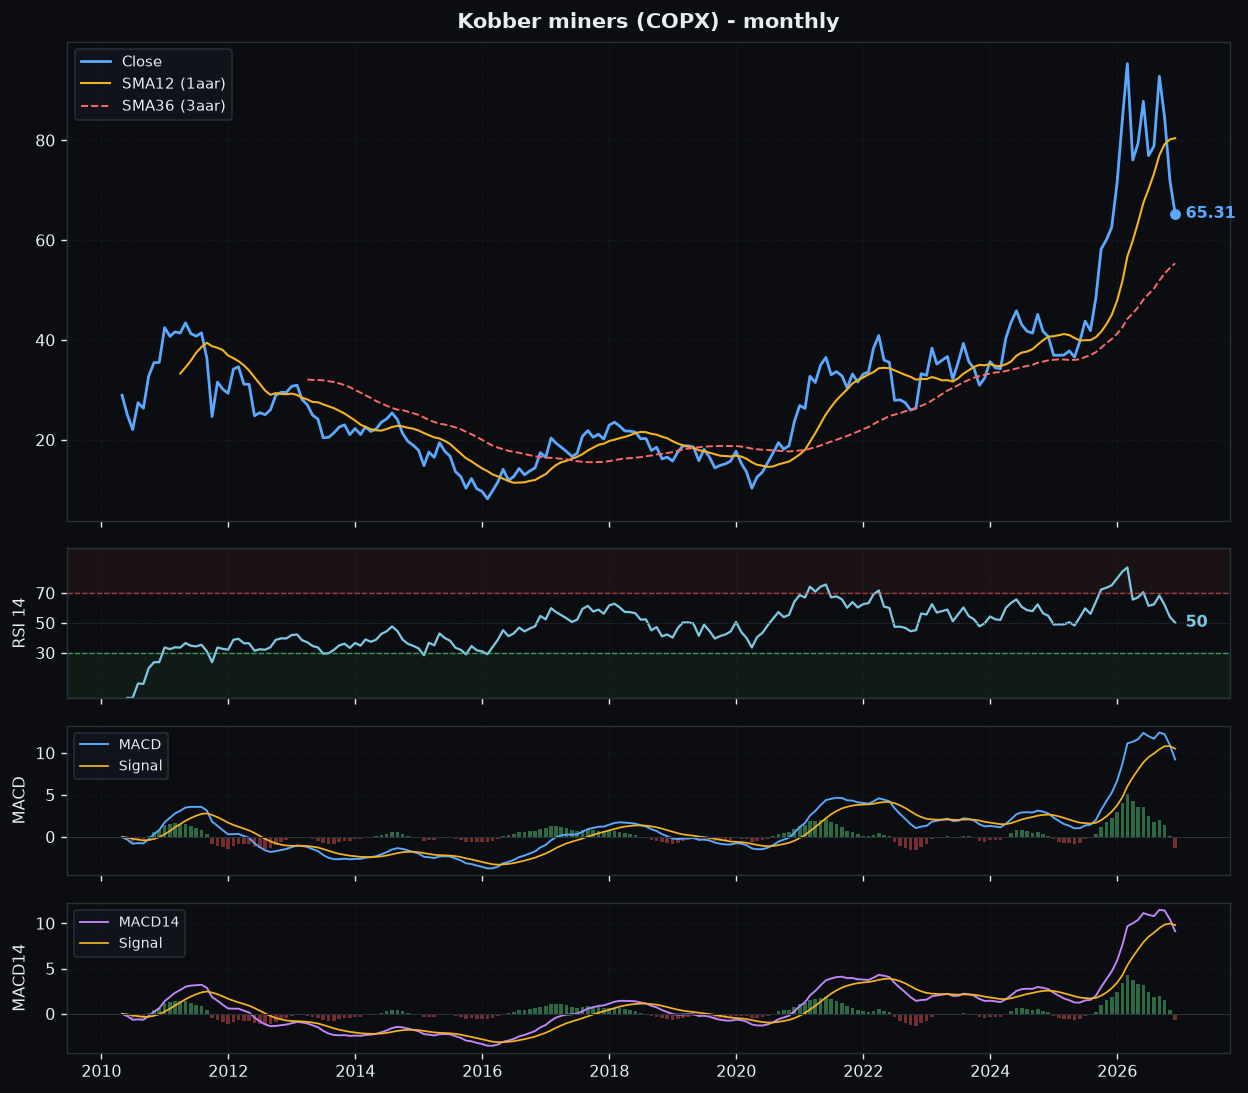 Kobber miners (COPX) - monthly
Close
SMA12 (1aar)
SMA36 (3aar)
80
60
40
20
65.31
RSI 14
70
50
30
50
MACD
10
5
0
MACD
Signal
MACD14
10
5
0
MACD14
Signal
2010 2012 2014 2016 2018 2020 2022 2024 2026